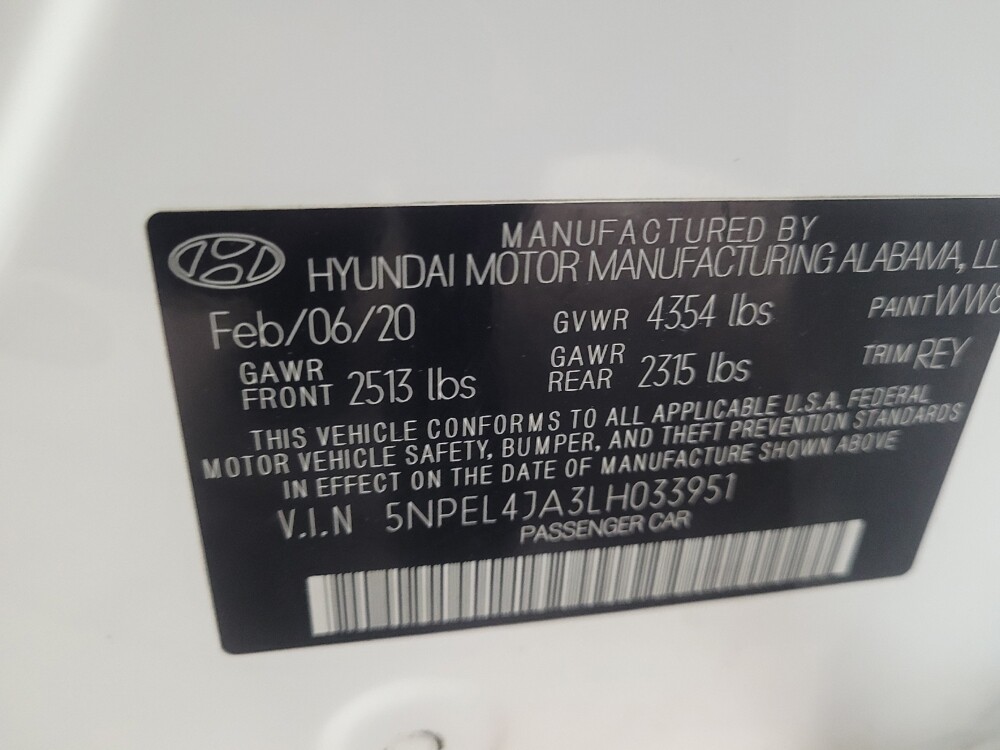 MANUFACTURED BY
HYUNDAI MOTOR MANUFACTURING ALABAMA,
Feb/06/20 GVWR 4354 lbs PAINT
GAWR FRONT 2513 lbs GAWR REAR 2315 lbs TRIM REY
THIS VEHICLE CONFORMS TO ALL APPLICABLE U.S.A. FEDERAL
MOTOR VEHICLE SAFETY, BUMPER, AND THEFT PREVENTION STANDARDS
IN EFFECT ON THE DATE OF MANUFACTURE SHOWN ABOVE
V.I.N 5NPEL4JA3LH033951
PASSENGER CAR